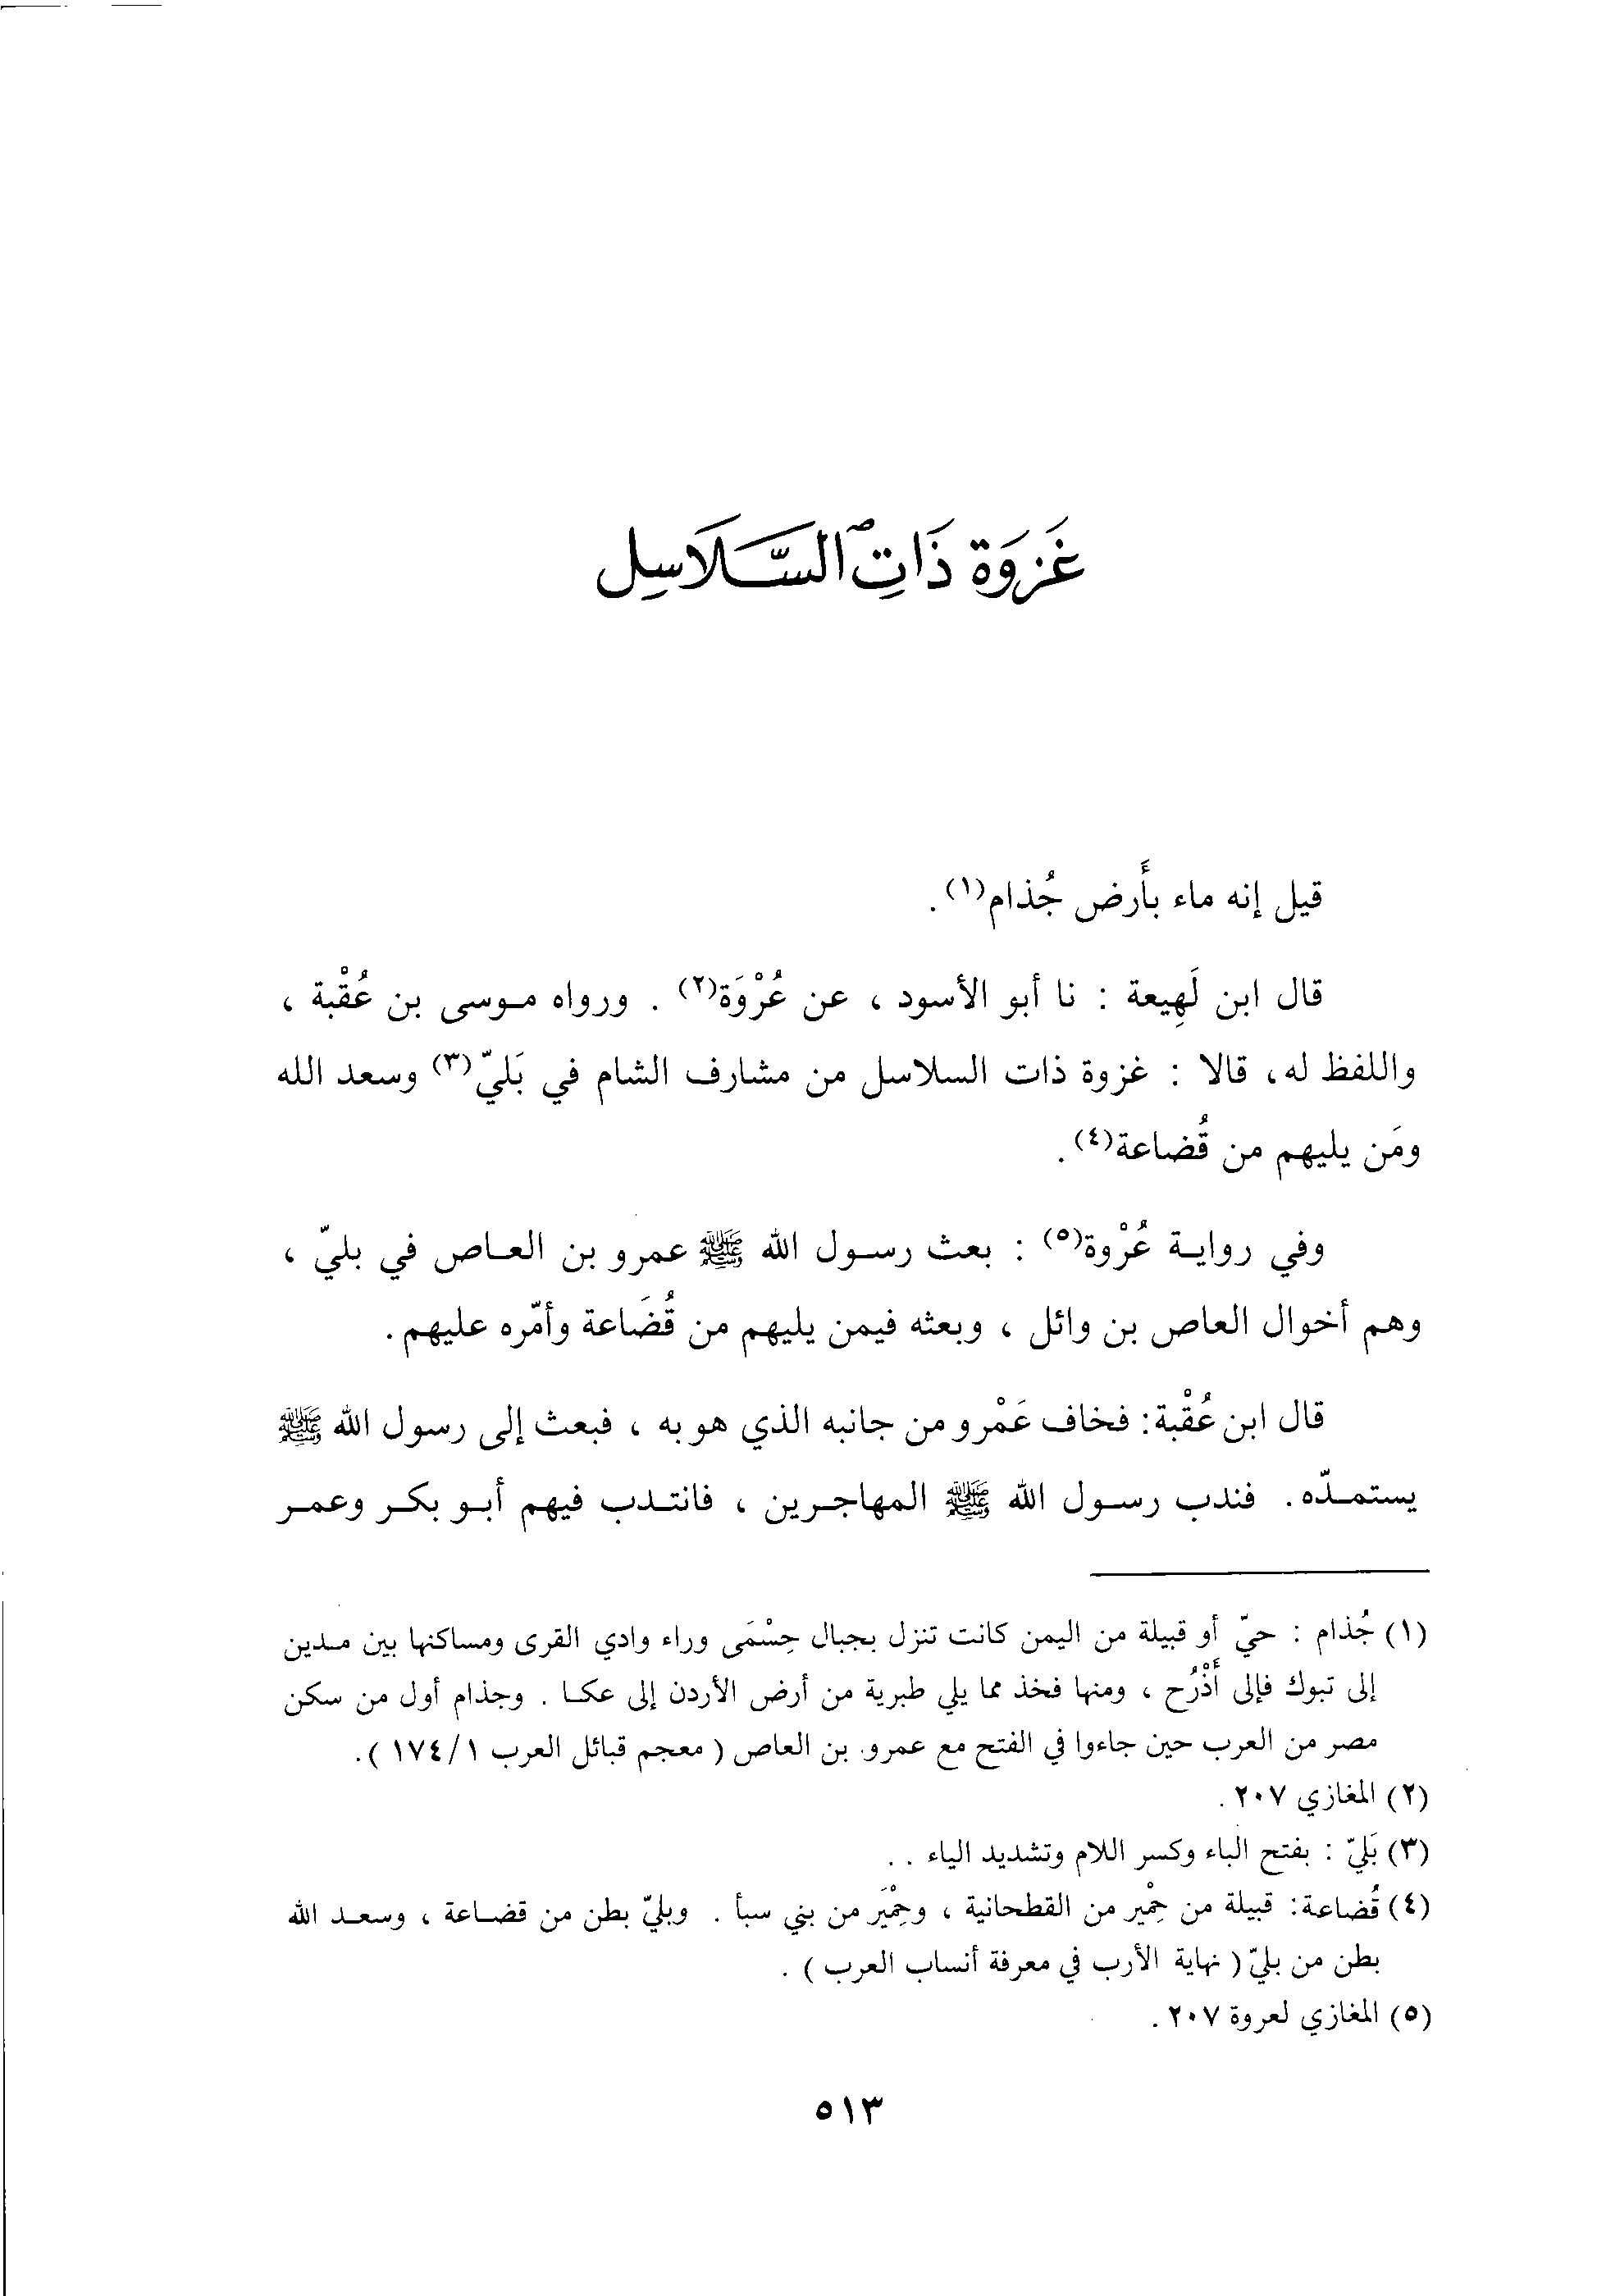 غَزوَة ذَاتِ السَّلَاسِل
قيل إنه ماء بأَرض جُذام(١) .
قال ابن لَهِيعة : نا أبو الأسود ، عن عُرْوَة(٢) . ورواه موسى بن عُقْبة ،
واللفظ له، قالا : غزوة ذات السلاسل من مشارف الشام في بَليّ(٣) وسعد الله
ومَن يليهم من قُضاعة(٤) .
وفي رواية عُرْوة(٥) : بعث رسول الله ﷺ عمرو بن العاص في بليّ ،
وهم أخوال العاص بن وائل ، وبعثه فيمن يليهم من قُضَاعة وأمّره عليهم .
قال ابن عُقْبة: فخاف عَمْرو من جانبه الذي هو به ، فبعث إلى رسول الله ﷺ
يستمدّه . فندب رسول الله ﷺ المهاجرين ، فانتدب فيهم أبو بكر وعمر
(١) جُذام : حيّ أو قبيلة من اليمن كانت تنزل بجبال حِسْمَى وراء وادي القرى ومساكنها بين مدين
إلى تبوك فإلى أَذْرُح ، ومنها فخذ مما يلي طبرية من أرض الأردن إلى عكا . وجذام أول من سكن
مصر من العرب حين جاءوا في الفتح مع عمرو بن العاص ( معجم قبائل العرب ١/ ١٧٤ ) .
(٢) المغازي ٢٠٧ .
(٣) بَليّ : بفتح الباء وكسر اللام وتشديد الياء . .
(٤) قُضاعة: قبيلة من حِمْير من القطحانية ، وحِمْيَر من بني سبأ . وبليّ بطن من قضاعة ، وسعد الله
بطن من بليّ ( نهاية الأرب في معرفة أنساب العرب ) .
(٥) المغازي لعروة ٢٠٧ .
٥١٣